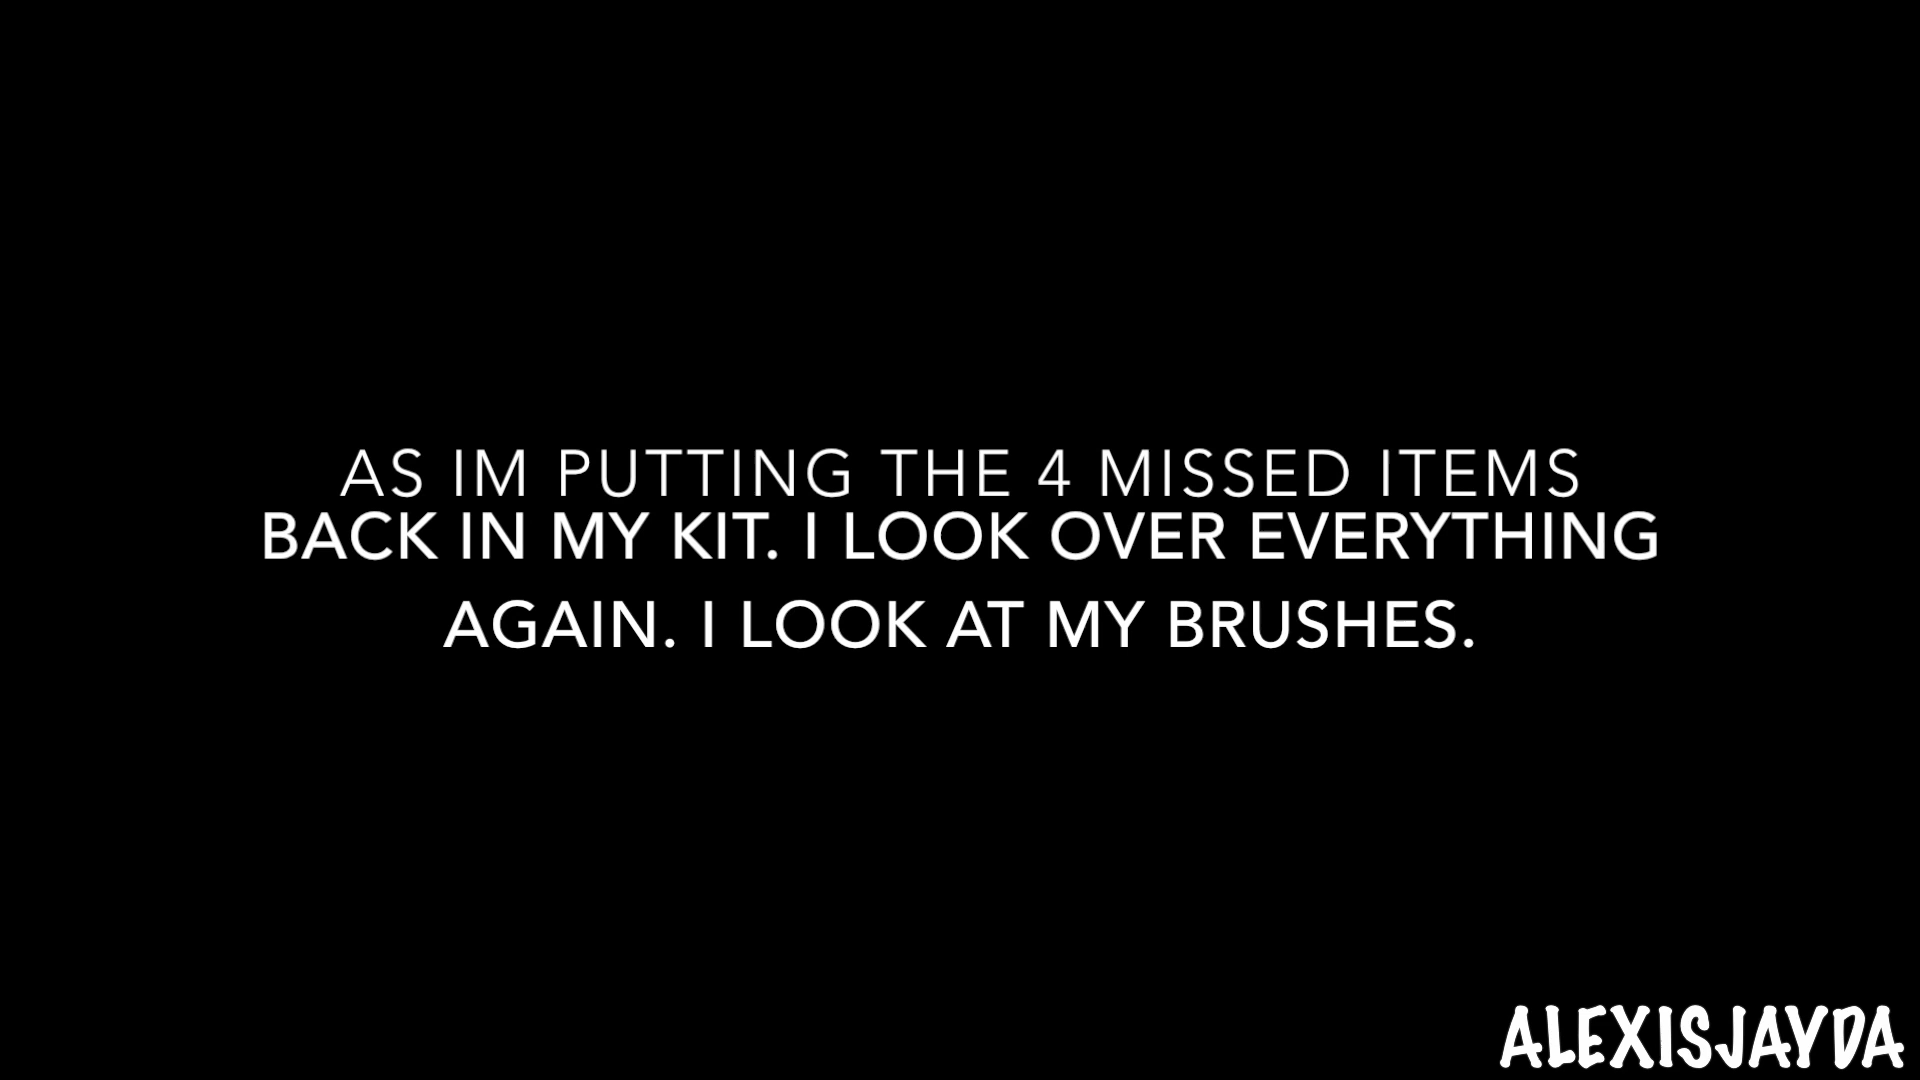 AS IM PUTTING THE 4 MISSED ITEMS
BACK IN MY KIT. I LOOK OVER EVERYTHING
AGAIN. I LOOK AT MY BRUSHES.
ALEXISJAYDA